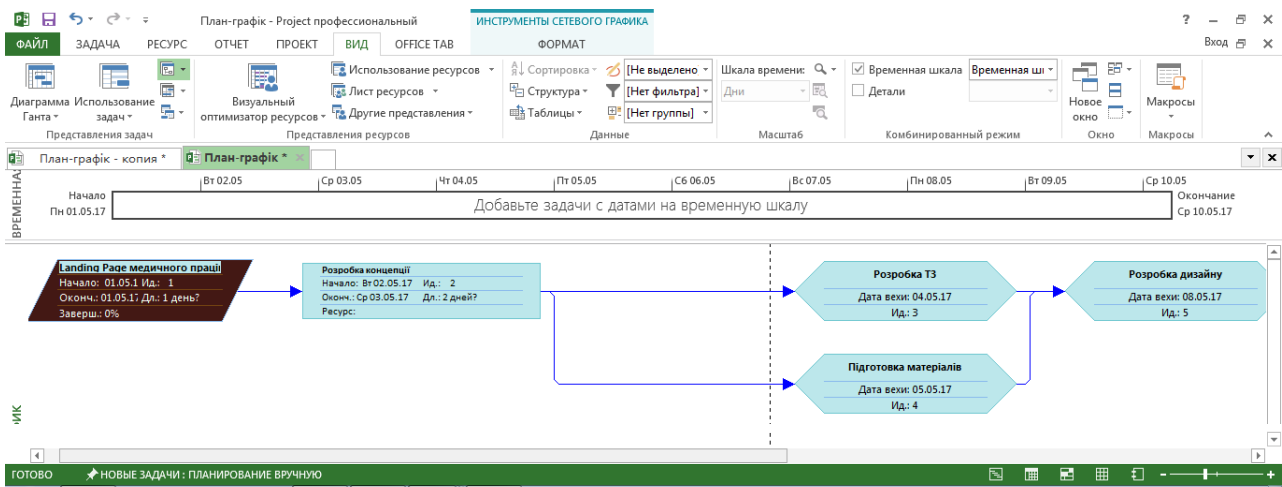 План-графік - Project профессиональный
ИНСТРУМЕНТЫ СЕТЕВОГО ГРАФИКА
?
ФАЙЛ ЗАДАЧА РЕСУРС ОТЧЕТ ПРОЕКТ ВИД OFFICE TAB ФОРМАТ Вход
Диаграмма Ганта
Использование задач
Представления задач
Визуальный оптимизатор ресурсов
Использование ресурсов
Лист ресурсов
Другие представления
Представления ресурсов
Сортировка
Структура
Таблицы
[Не выделено
[Нет фильтра]
[Нет группы]
Данные
Шкала времени:
Дни
Масштаб
Временная шкала
Временная шк
Детали
Комбинированный режим
Новое окно
Окно
Макросы
Макросы
План-графік - копия *
План-графік *
ВРЕМЕННА
Вт 02.05 Ср 03.05 Чт 04.05 Пт 05.05 Сб 06.05 Вс 07.05 Пн 08.05 Вт 09.05 Ср 10.05
Начало
Пн 01.05.17
Добавьте задачи с датами на временную шкалу
Окончание
Ср 10.05.17
Landing Page медичного праці
Начало: 01.05.1 Ид.: 1
Оконч.: 01.05.17 Дл.: 1 день?
Заверш.: 0%
Розробка концепції
Начало: Вт 02.05.17 Ид.: 2
Оконч.: Ср 03.05.17 Дл.: 2 дней?
Ресурс:
Розробка ТЗ
Дата вехи: 04.05.17
Ид.: 3
Розробка дизайну
Дата вехи: 08.05.17
Ид.: 5
Підготовка матеріалів
Дата вехи: 05.05.17
Ид.: 4
ИК
ГОТОВО
НОВЫЕ ЗАДАЧИ : ПЛАНИРОВАНИЕ ВРУЧНУЮ